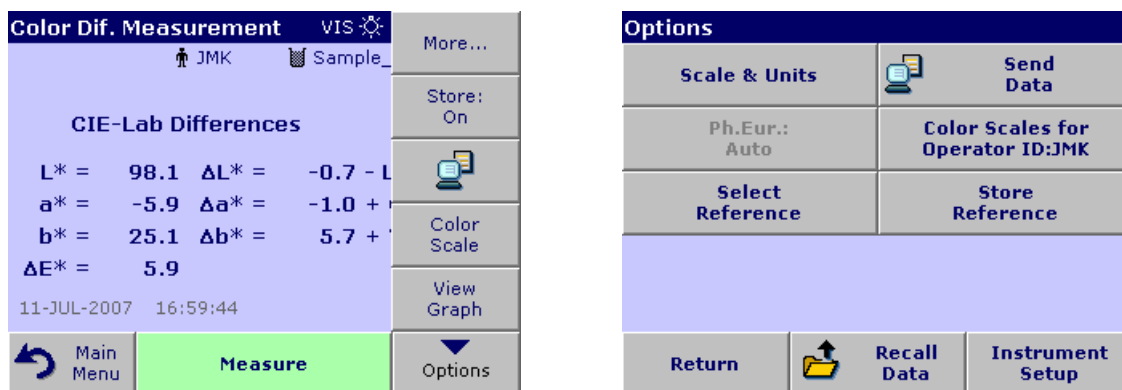 Color Dif. Measurement VIS
JMK Sample_
CIE-Lab Differences
L* = 98.1 ΔL* = -0.7 - L
a* = -5.9 Δa* = -1.0 +
b* = 25.1 Δb* = 5.7 +
ΔE* = 5.9
11-JUL-2007 16:59:44
Main
Menu
Measure
More...
Store:
On
Color
Scale
View
Graph
Options
Options
Scale & Units
Send
Data
Ph.Eur.:
Auto
Color Scales for
Operator ID:JMK
Select
Reference
Store
Reference
Return
Recall
Data
Instrument
Setup